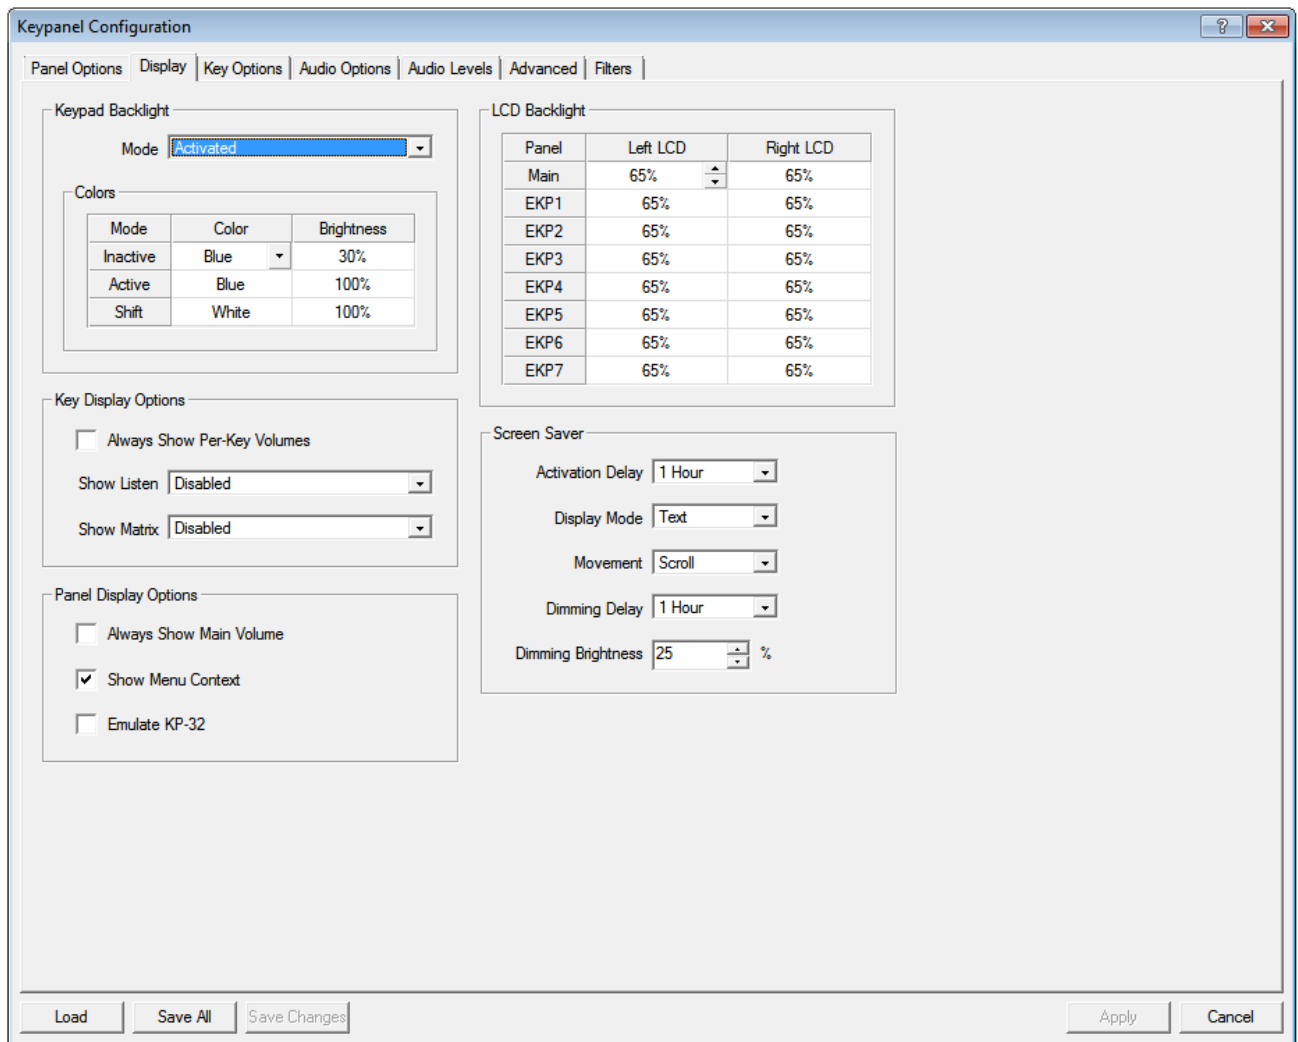 Keypanel Configuration
Panel Options Display Key Options Audio Options Audio Levels Advanced Filters
Keypad Backlight
Mode Activated
Colors
Mode Color Brightness
Inactive Blue 30%
Active Blue 100%
Shift White 100%
Key Display Options
Always Show Per-Key Volumes
Show Listen Disabled
Show Matrix Disabled
Panel Display Options
Always Show Main Volume
Show Menu Context
Emulate KP-32
LCD Backlight
Panel Left LCD Right LCD
Main 65% 65%
EKP1 65% 65%
EKP2 65% 65%
EKP3 65% 65%
EKP4 65% 65%
EKP5 65% 65%
EKP6 65% 65%
EKP7 65% 65%
Screen Saver
Activation Delay 1 Hour
Display Mode Text
Movement Scroll
Dimming Delay 1 Hour
Dimming Brightness 25 %
Load Save All Save Changes Apply Cancel